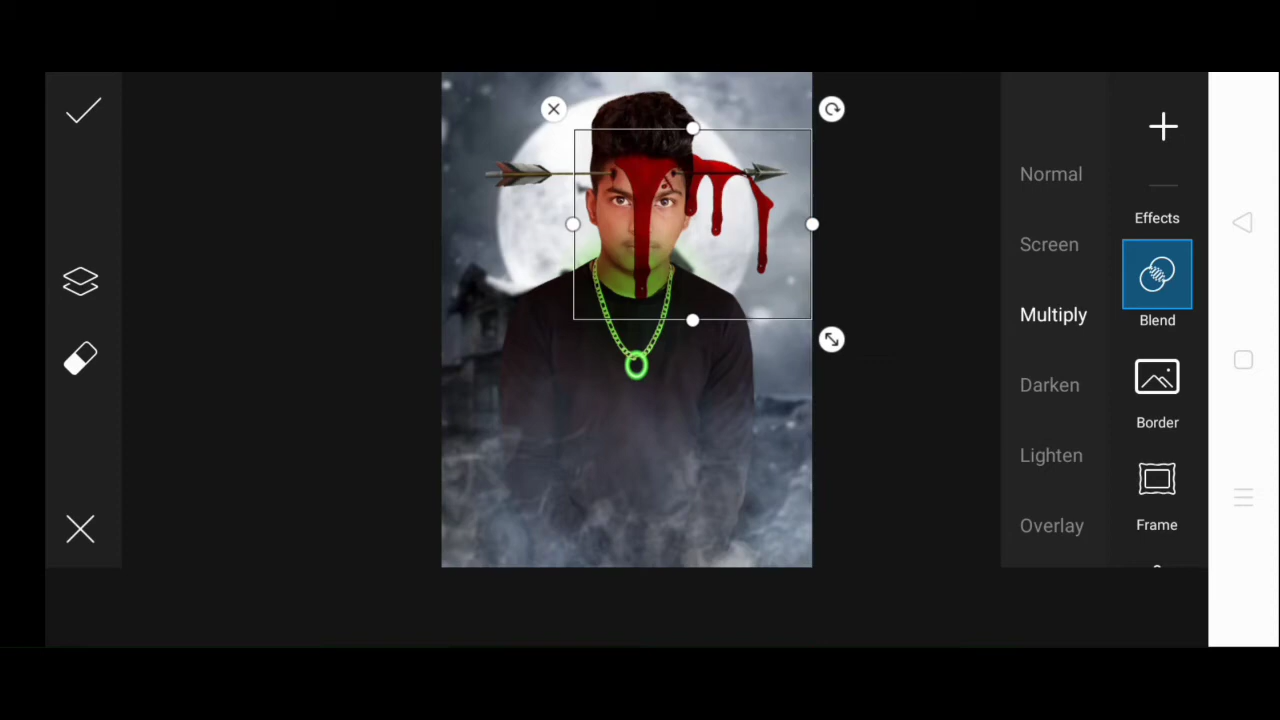 Normal
Screen
Multiply
Darken
Lighten
Overlay
Effects
Blend
Border
Frame